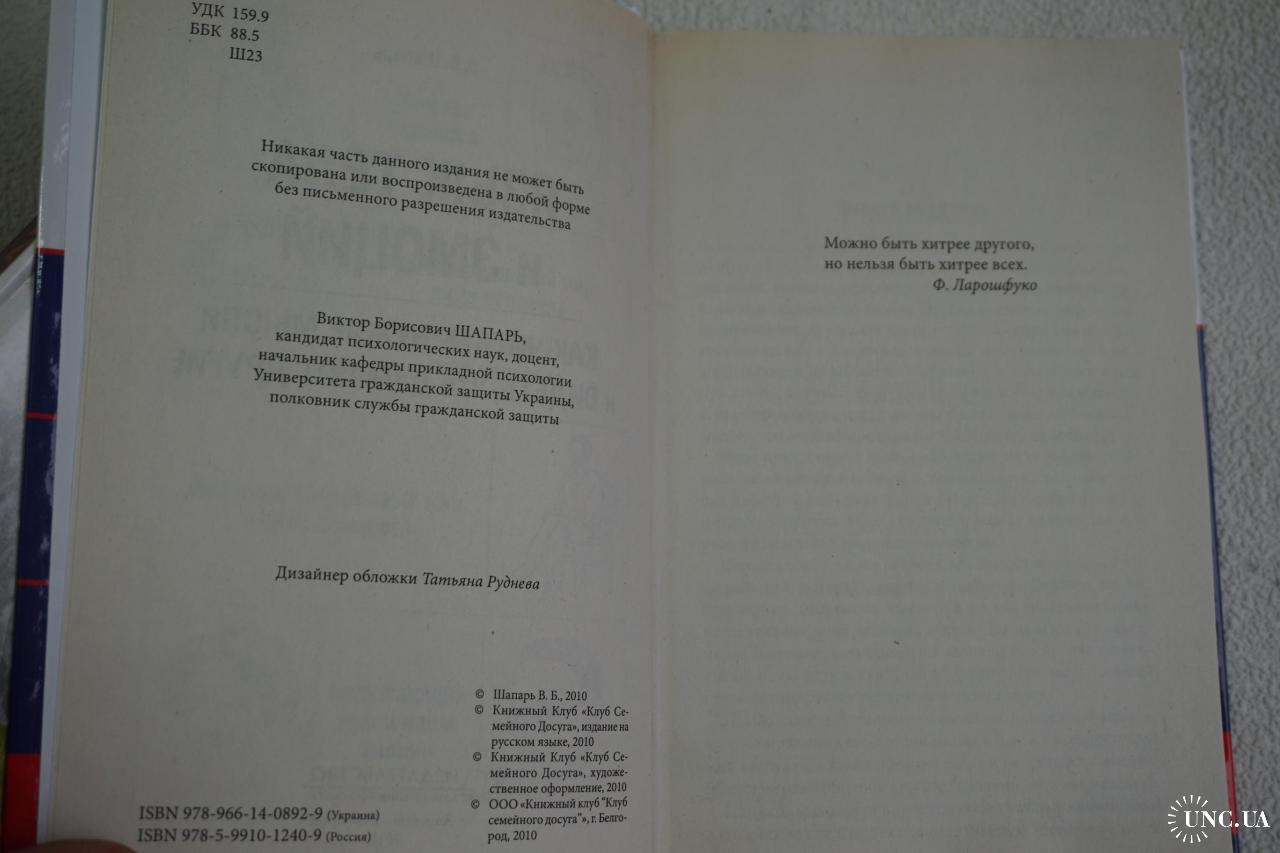 УДК 159.9
ББК 88.5
Ш23
Никакая часть данного издания не может быть
скопирована или воспроизведена в любой форме
без письменного разрешения издательства
Виктор Борисович ШАПАРЬ,
кандидат психологических наук, доцент,
начальник кафедры прикладной психологии
Университета гражданской защиты Украины,
полковник службы гражданской защиты
Дизайнер обложки Татьяна Руднева
© Шапарь В. Б., 2010
© Книжный Клуб «Клуб Се-
мейного Досуга», издание на
русском языке, 2010
© Книжный Клуб «Клуб Се-
мейного Досуга», художе-
ственное оформление, 2010
© ООО «Книжный клуб "Клуб
семейного досуга"», г. Белго-
род, 2010
ISBN 978-966-14-0892-9 (Украина)
ISBN 978-5-9910-1240-9 (Россия)
Можно быть хитрее другого,
но нельзя быть хитрее всех.
Ф. Ларошфуко
UNC.UA